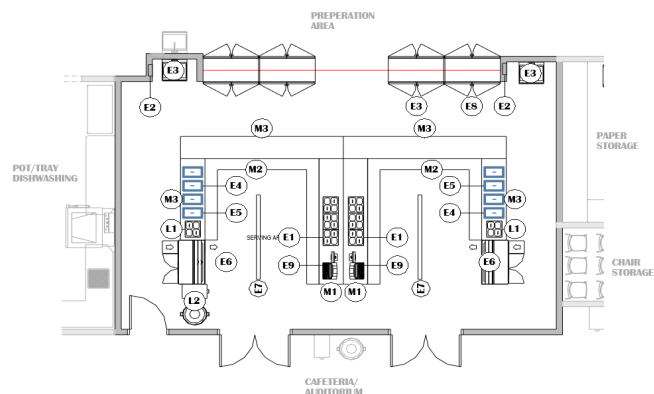 PREPERATION
AREA
E3
E3
E2
E3
E8
E2
M3
M3
PAPER
STORAGE
POT/TRAY
DISHWASHING
M2
M2
E4
E5
M3
M3
E5
E4
L1
L1
SERVING AR
E1
E1
E6
E9
E9
E6
CHAIR
STORAGE
E7
M1
M1
E7
L2
CAFETERIA/
AUDITORIUM